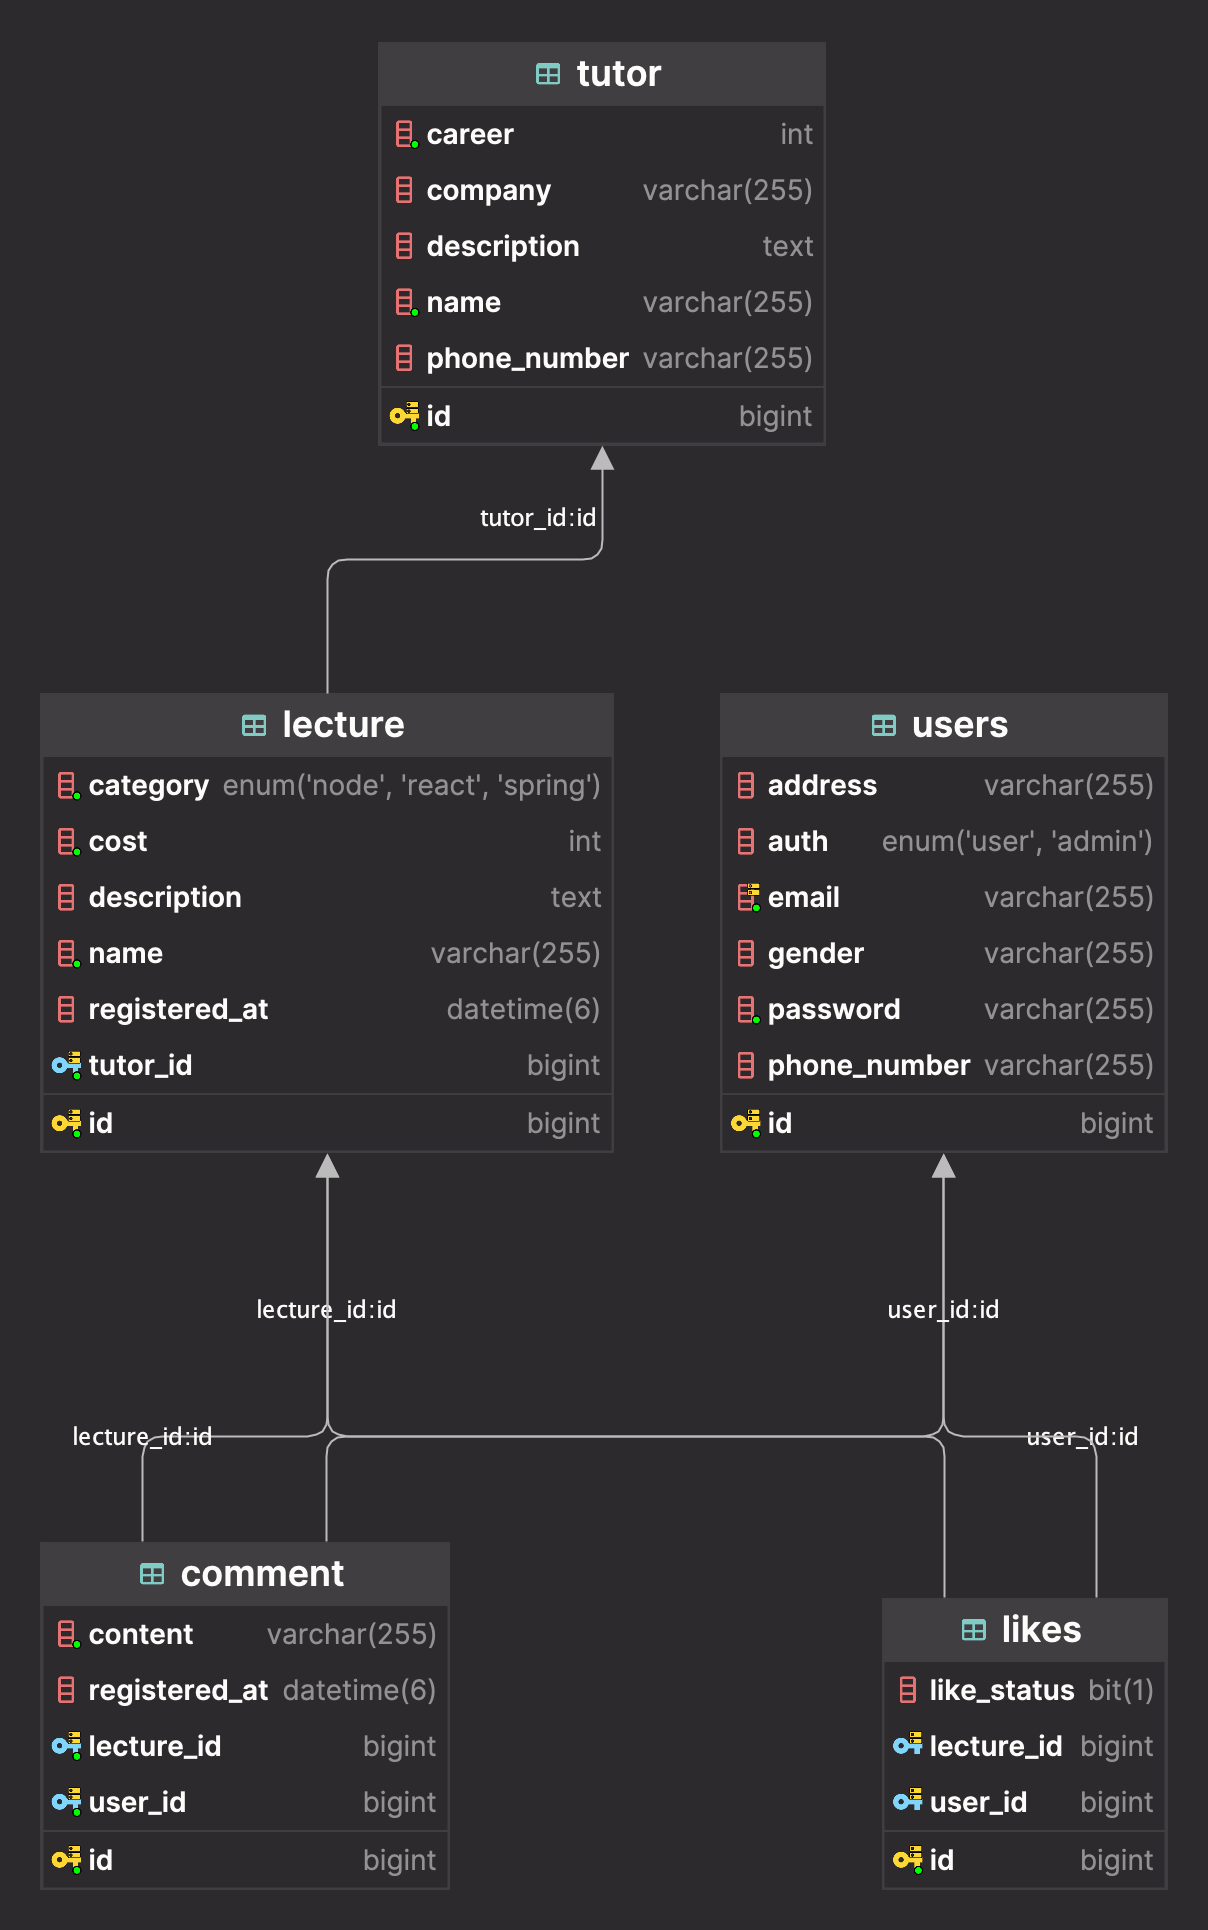 tutor
career int
company varchar(255)
description text
name varchar(255)
phone_number varchar(255)
id bigint
tutor_id:id
lecture
category enum('node', 'react', 'spring')
cost int
description text
name varchar(255)
registered_at datetime(6)
tutor_id bigint
id bigint
users
address varchar(255)
auth enum('user', 'admin')
email varchar(255)
gender varchar(255)
password varchar(255)
phone_number varchar(255)
id bigint
lecture_id:id
user_id:id
lecture_id:id
user_id:id
comment
content varchar(255)
registered_at datetime(6)
lecture_id bigint
user_id bigint
id bigint
likes
like_status bit(1)
lecture_id bigint
user_id bigint
id bigint